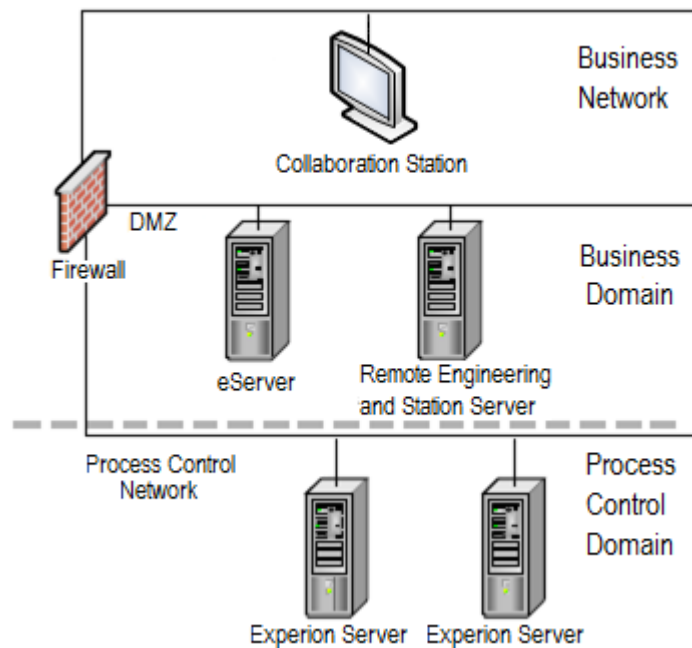 Business
Network
Collaboration Station
DMZ
Firewall
Business
Domain
eServer
Remote Engineering
and Station Server
Process Control
Network
Process
Control
Domain
Experion Server
Experion Server